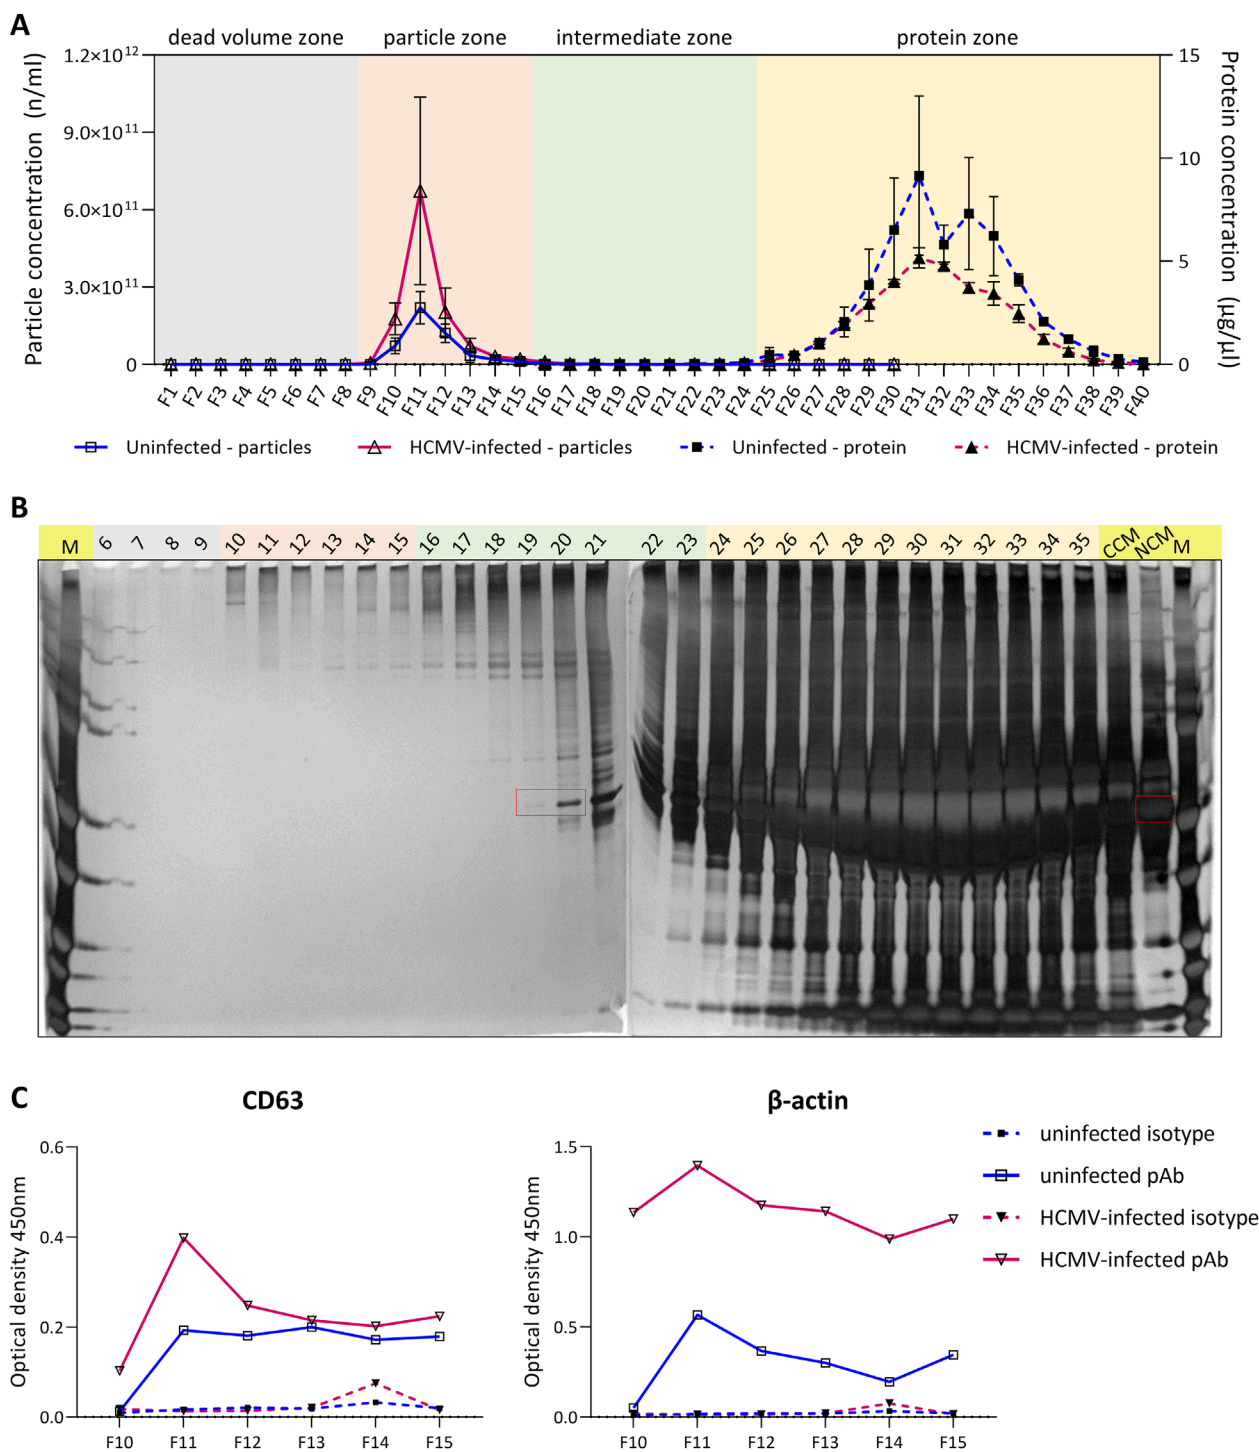 A
dead volume zone particle zone intermediate zone protein zone
Particle concentration (n/ml)
1.2×10¹²
9.0×10¹¹
6.0×10¹¹
3.0×10¹¹
0
15
10
5
0
Protein concentration (µg/µl)
F1 F2 F3 F4 F5 F6 F7 F8 F9 F10 F11 F12 F13 F14 F15 F16 F17 F18 F19 F20 F21 F22 F23 F24 F25 F26 F27 F28 F29 F30 F31 F32 F33 F34 F35 F36 F37 F38 F39 F40
Uninfected - particles HCMV-infected - particles Uninfected - protein HCMV-infected - protein
B
M 6 7 8 9 10 11 12 13 14 15 16 17 18 19 20 21 22 23 24 25 26 27 28 29 30 31 32 33 34 35 CCM NCM M
C
CD63
Optical density 450nm
0.6
0.4
0.2
0.0
F10 F11 F12 F13 F14 F15
β-actin
Optical density 450nm
1.5
1.0
0.5
0.0
F10 F11 F12 F13 F14 F15
uninfected isotype
uninfected pAb
HCMV-infected isotype
HCMV-infected pAb